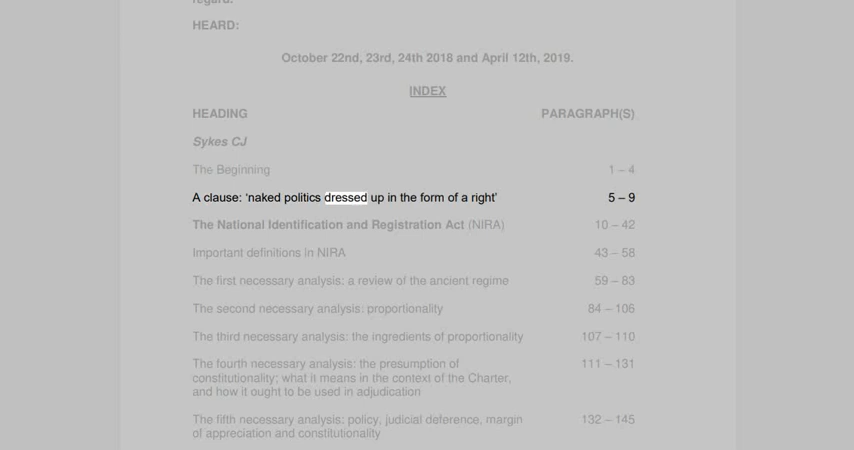 regard.
HEARD:
October 22nd, 23rd, 24th 2018 and April 12th, 2019.
INDEX
HEADING PARAGRAPH(S)
Sykes CJ
The Beginning 1 – 4
A clause: ‘naked politics dressed up in the form of a right’ 5 – 9
The National Identification and Registration Act (NIRA) 10 – 42
Important definitions in NIRA 43 – 58
The first necessary analysis: a review of the ancient regime 59 – 83
The second necessary analysis: proportionality 84 – 106
The third necessary analysis: the ingredients of proportionality 107 – 110
The fourth necessary analysis: the presumption of 111 – 131
constitutionality; what it means in the context of the Charter,
and how it ought to be used in adjudication
The fifth necessary analysis: policy, judicial deference, margin 132 – 145
of appreciation and constitutionality